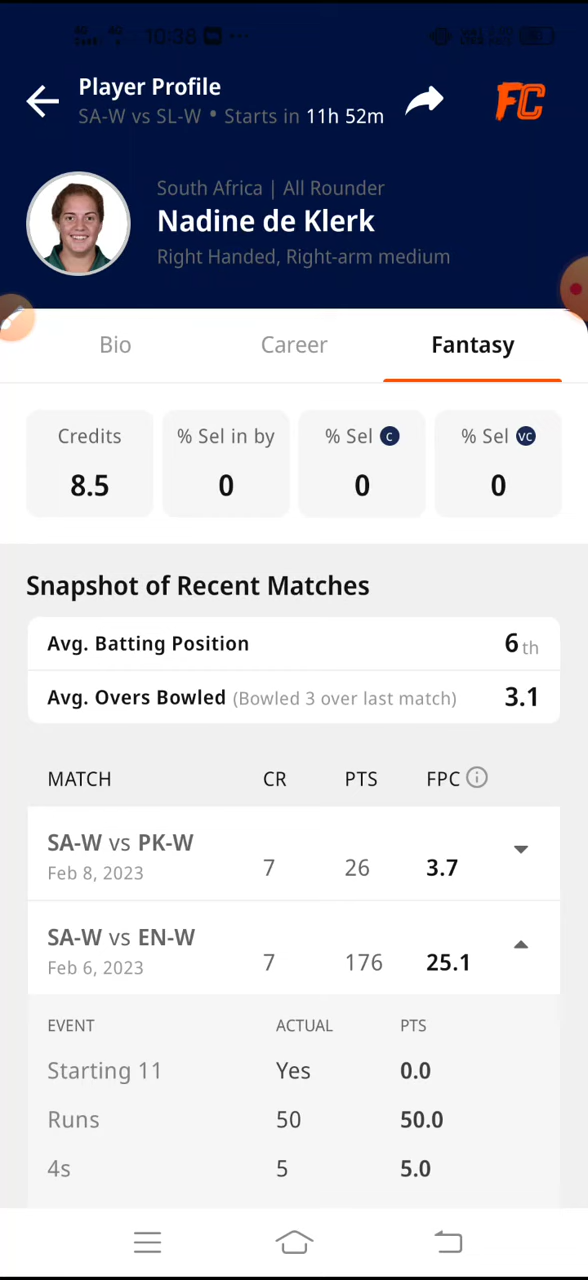 10:38
Player Profile
SA-W vs SL-W • Starts in 11h 52m
FC
South Africa | All Rounder
Nadine de Klerk
Right Handed, Right-arm medium
Bio Career Fantasy
Credits % Sel in by % Sel C % Sel VC
8.5 0 0 0
Snapshot of Recent Matches
Avg. Batting Position 6 th
Avg. Overs Bowled (Bowled 3 over last match) 3.1
MATCH CR PTS FPC i
SA-W vs PK-W
Feb 8, 2023 7 26 3.7
SA-W vs EN-W
Feb 6, 2023 7 176 25.1
EVENT ACTUAL PTS
Starting 11 Yes 0.0
Runs 50 50.0
4s 5 5.0